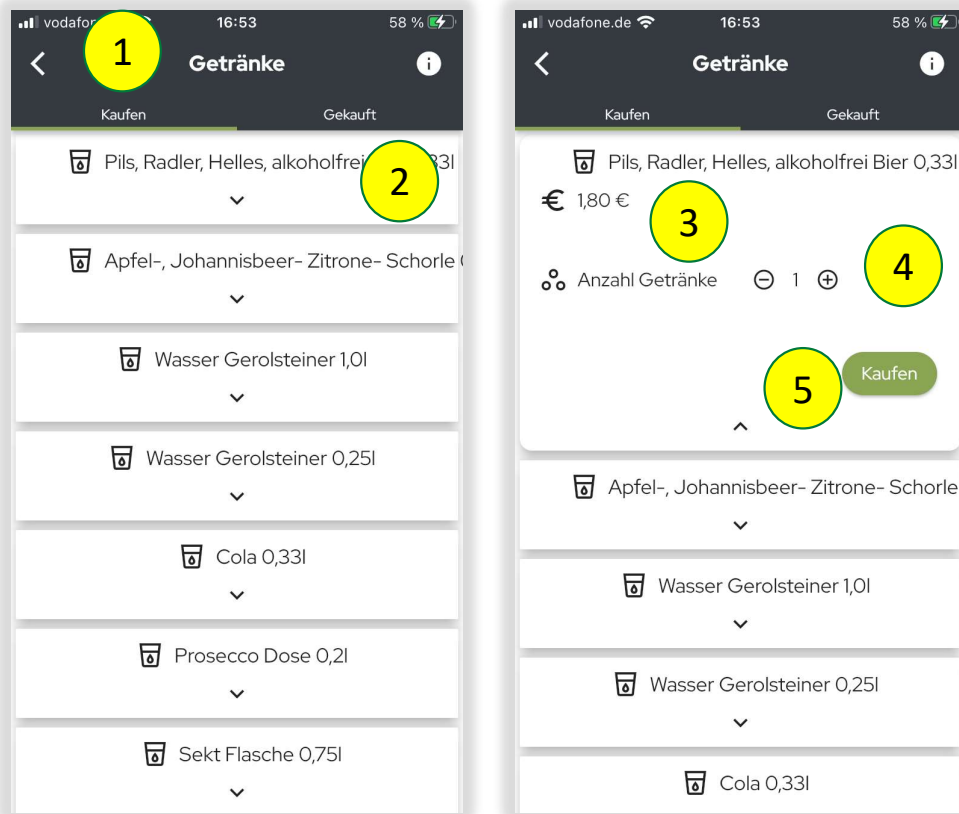 vodafor
16:53
58 %
1
Getränke
Kaufen
Gekauft
Pils, Radler, Helles, alkoholfrei 33l
2
Apfel-, Johannisbeer- Zitrone- Schorle
Wasser Gerolsteiner 1,0l
Wasser Gerolsteiner 0,25l
Cola 0,33l
Prosecco Dose 0,2l
Sekt Flasche 0,75l
vodafone.de
16:53
58 %
Getränke
Kaufen
Gekauft
Pils, Radler, Helles, alkoholfrei Bier 0,33l
€ 1,80 €
3
Anzahl Getränke 1
4
5
Kaufen
Apfel-, Johannisbeer- Zitrone- Schorle
Wasser Gerolsteiner 1,0l
Wasser Gerolsteiner 0,25l
Cola 0,33l